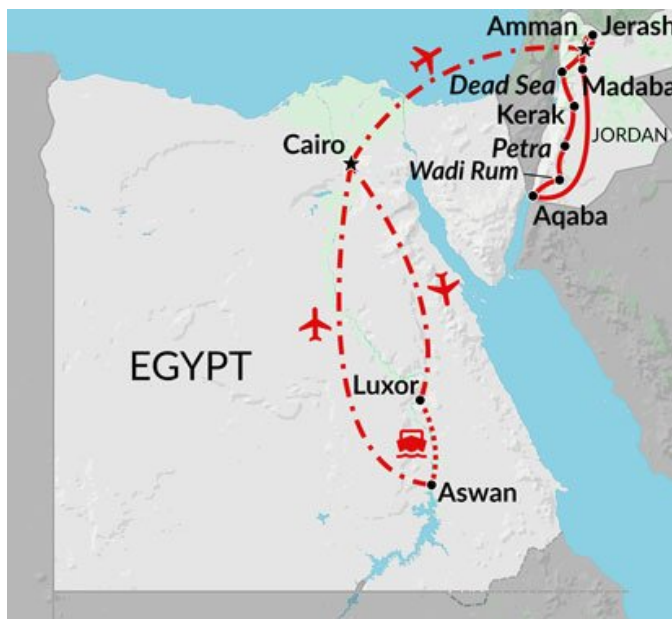 Amman
Jerash
Dead Sea
Madaba
Kerak
JORDAN
Petra
Cairo
Wadi Rum
Aqaba
EGYPT
Luxor
Aswan